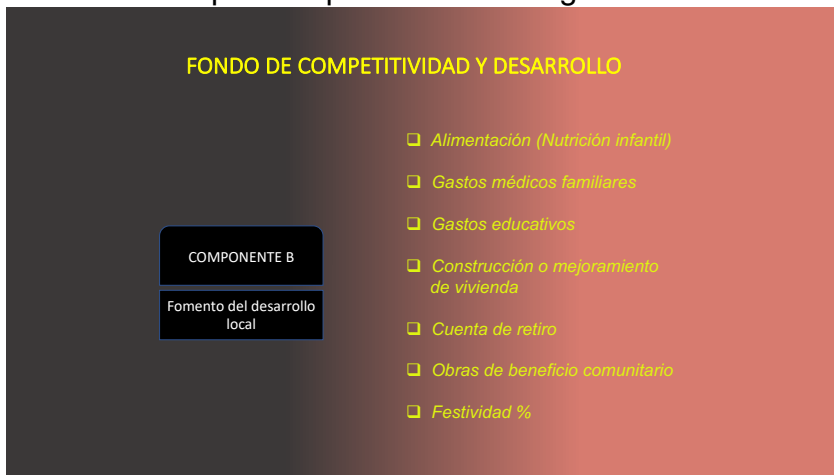 FONDO DE COMPETITIVIDAD Y DESARROLLO
COMPONENTE B
Fomento del desarrollo
local
❑ Alimentación (Nutrición infantil)
❑ Gastos médicos familiares
❑ Gastos educativos
❑ Construcción o mejoramiento
de vivienda
❑ Cuenta de retiro
❑ Obras de beneficio comunitario
❑ Festividad %